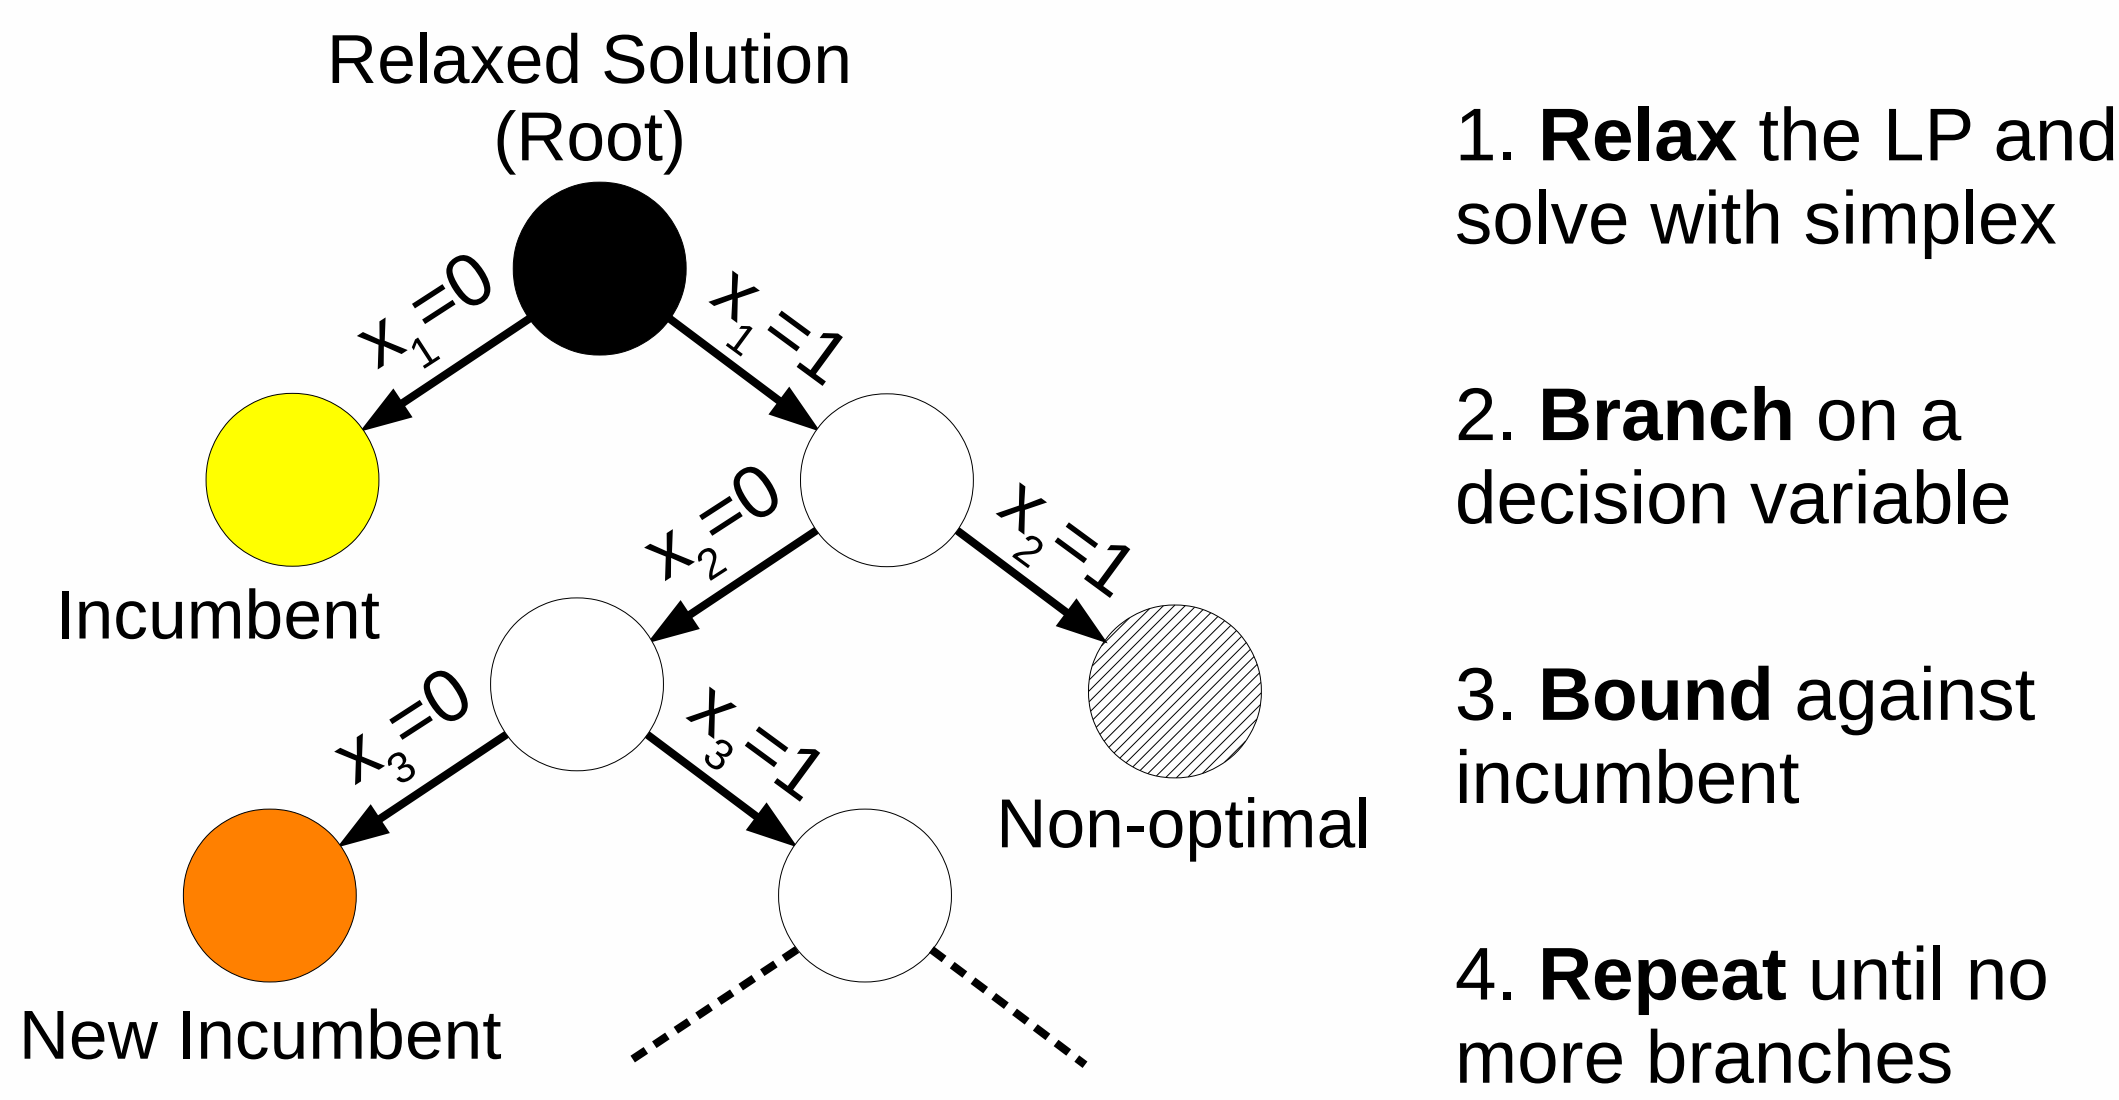 Relaxed Solution
(Root)
x₁=0
x₁=1
Incumbent
x₂=0
x₂=1
x₃=0
x₃=1
Non-optimal
New Incumbent
1. Relax the LP and
solve with simplex
2. Branch on a
decision variable
3. Bound against
incumbent
4. Repeat until no
more branches